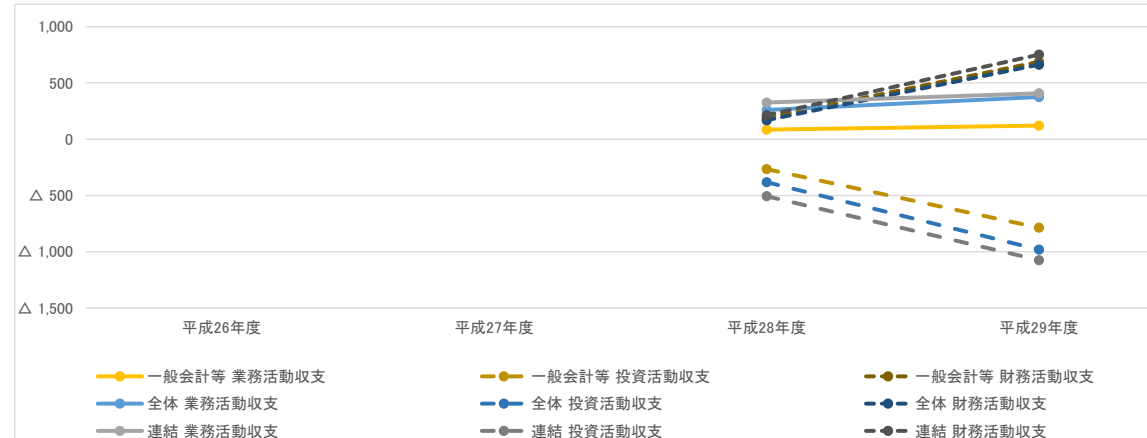 1,000
500
0
△ 500
△ 1,000
△ 1,500
平成26年度 平成27年度 平成28年度 平成29年度
一般会計等 業務活動収支 一般会計等 投資活動収支 一般会計等 財務活動収支
全体 業務活動収支 全体 投資活動収支 全体 財務活動収支
連結 業務活動収支 連結 投資活動収支 連結 財務活動収支